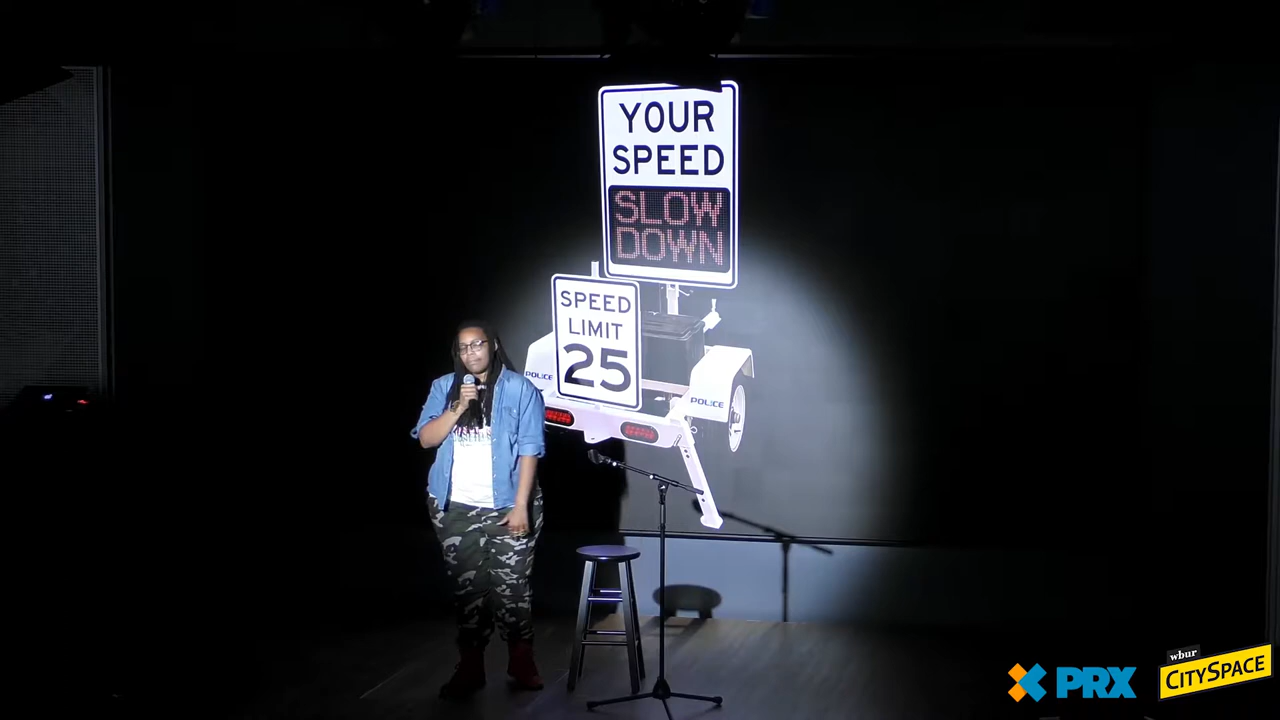 YOUR
SPEED
SLOW
DOWN
SPEED
LIMIT
25
POLICE
POLICE
PRX
wbur
CITYSPACE